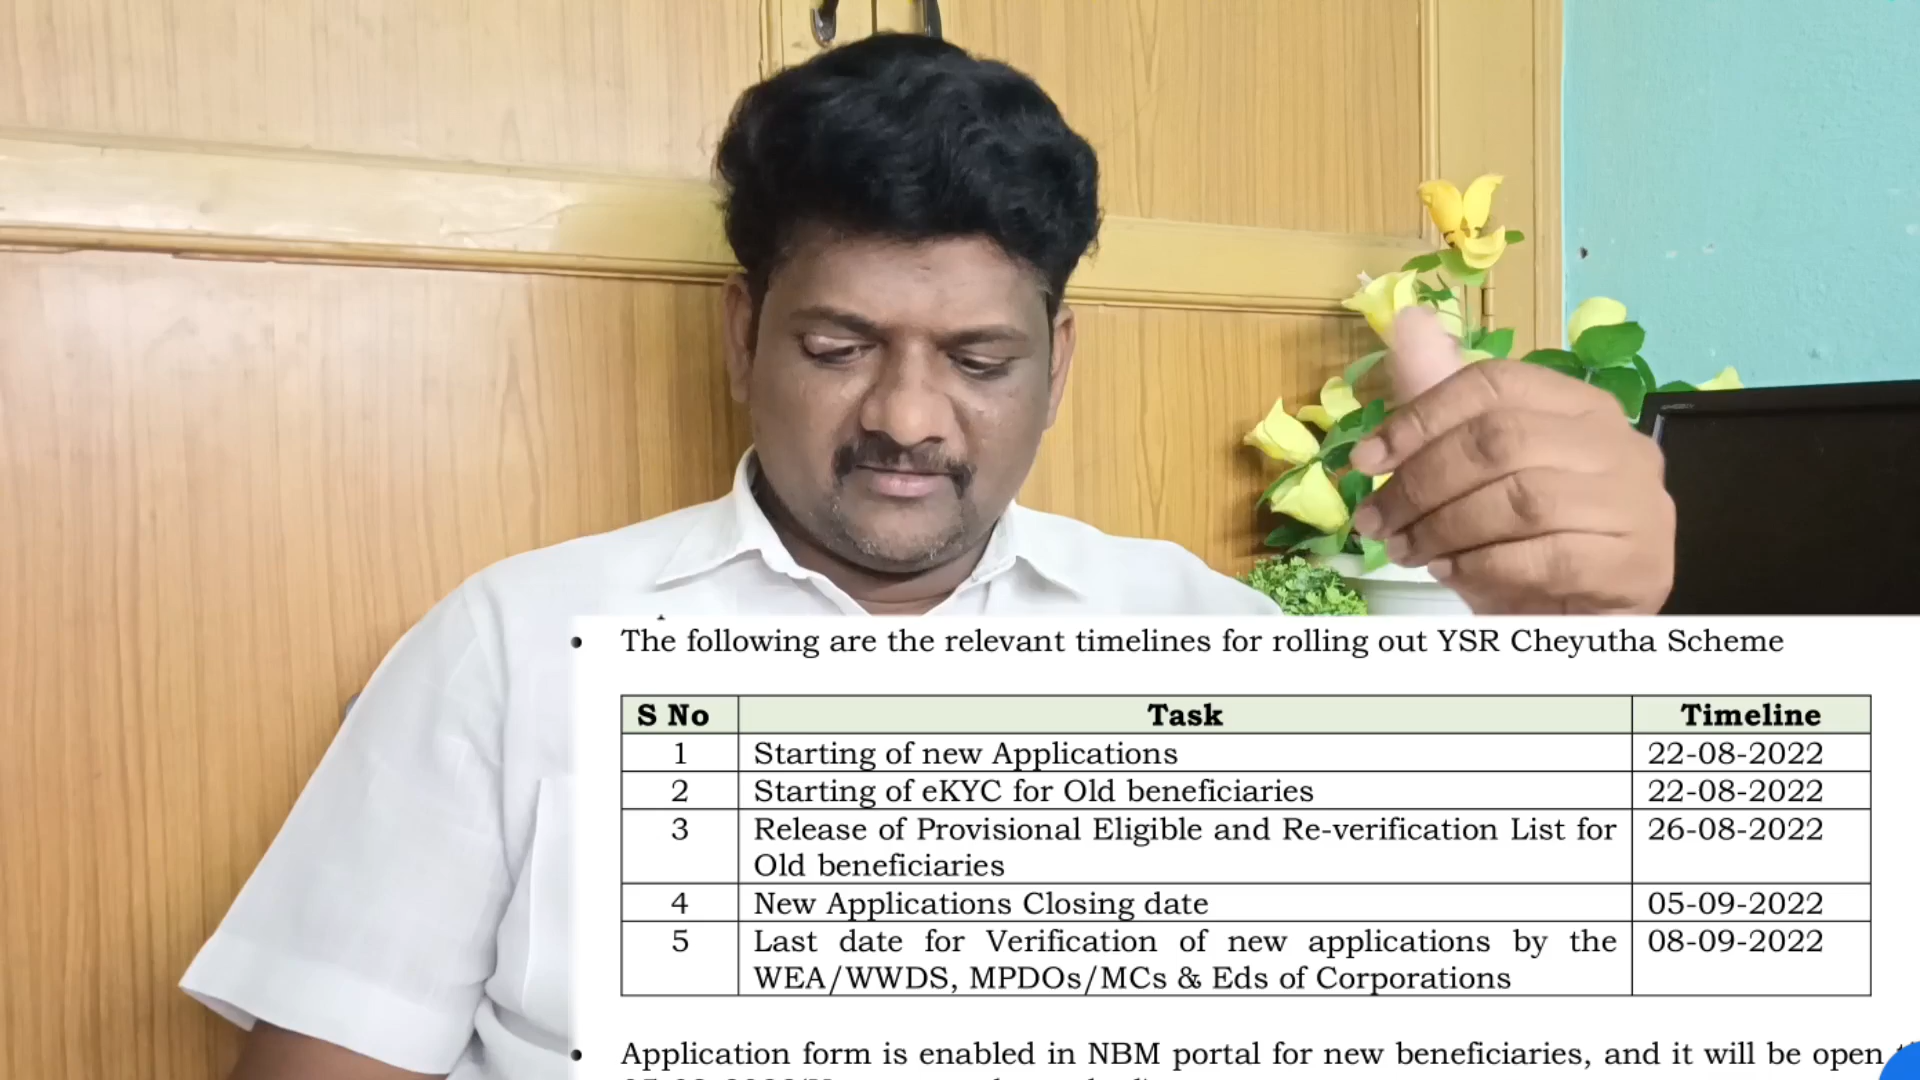 • The following are the relevant timelines for rolling out YSR Cheyutha Scheme
S No Task Timeline
1 Starting of new Applications 22-08-2022
2 Starting of eKYC for Old beneficiaries 22-08-2022
3 Release of Provisional Eligible and Re-verification List for 26-08-2022
Old beneficiaries
4 New Applications Closing date 05-09-2022
5 Last date for Verification of new applications by the 08-09-2022
WEA/WWDS, MPDOs/MCs & Eds of Corporations
• Application form is enabled in NBM portal for new beneficiaries, and it will be open